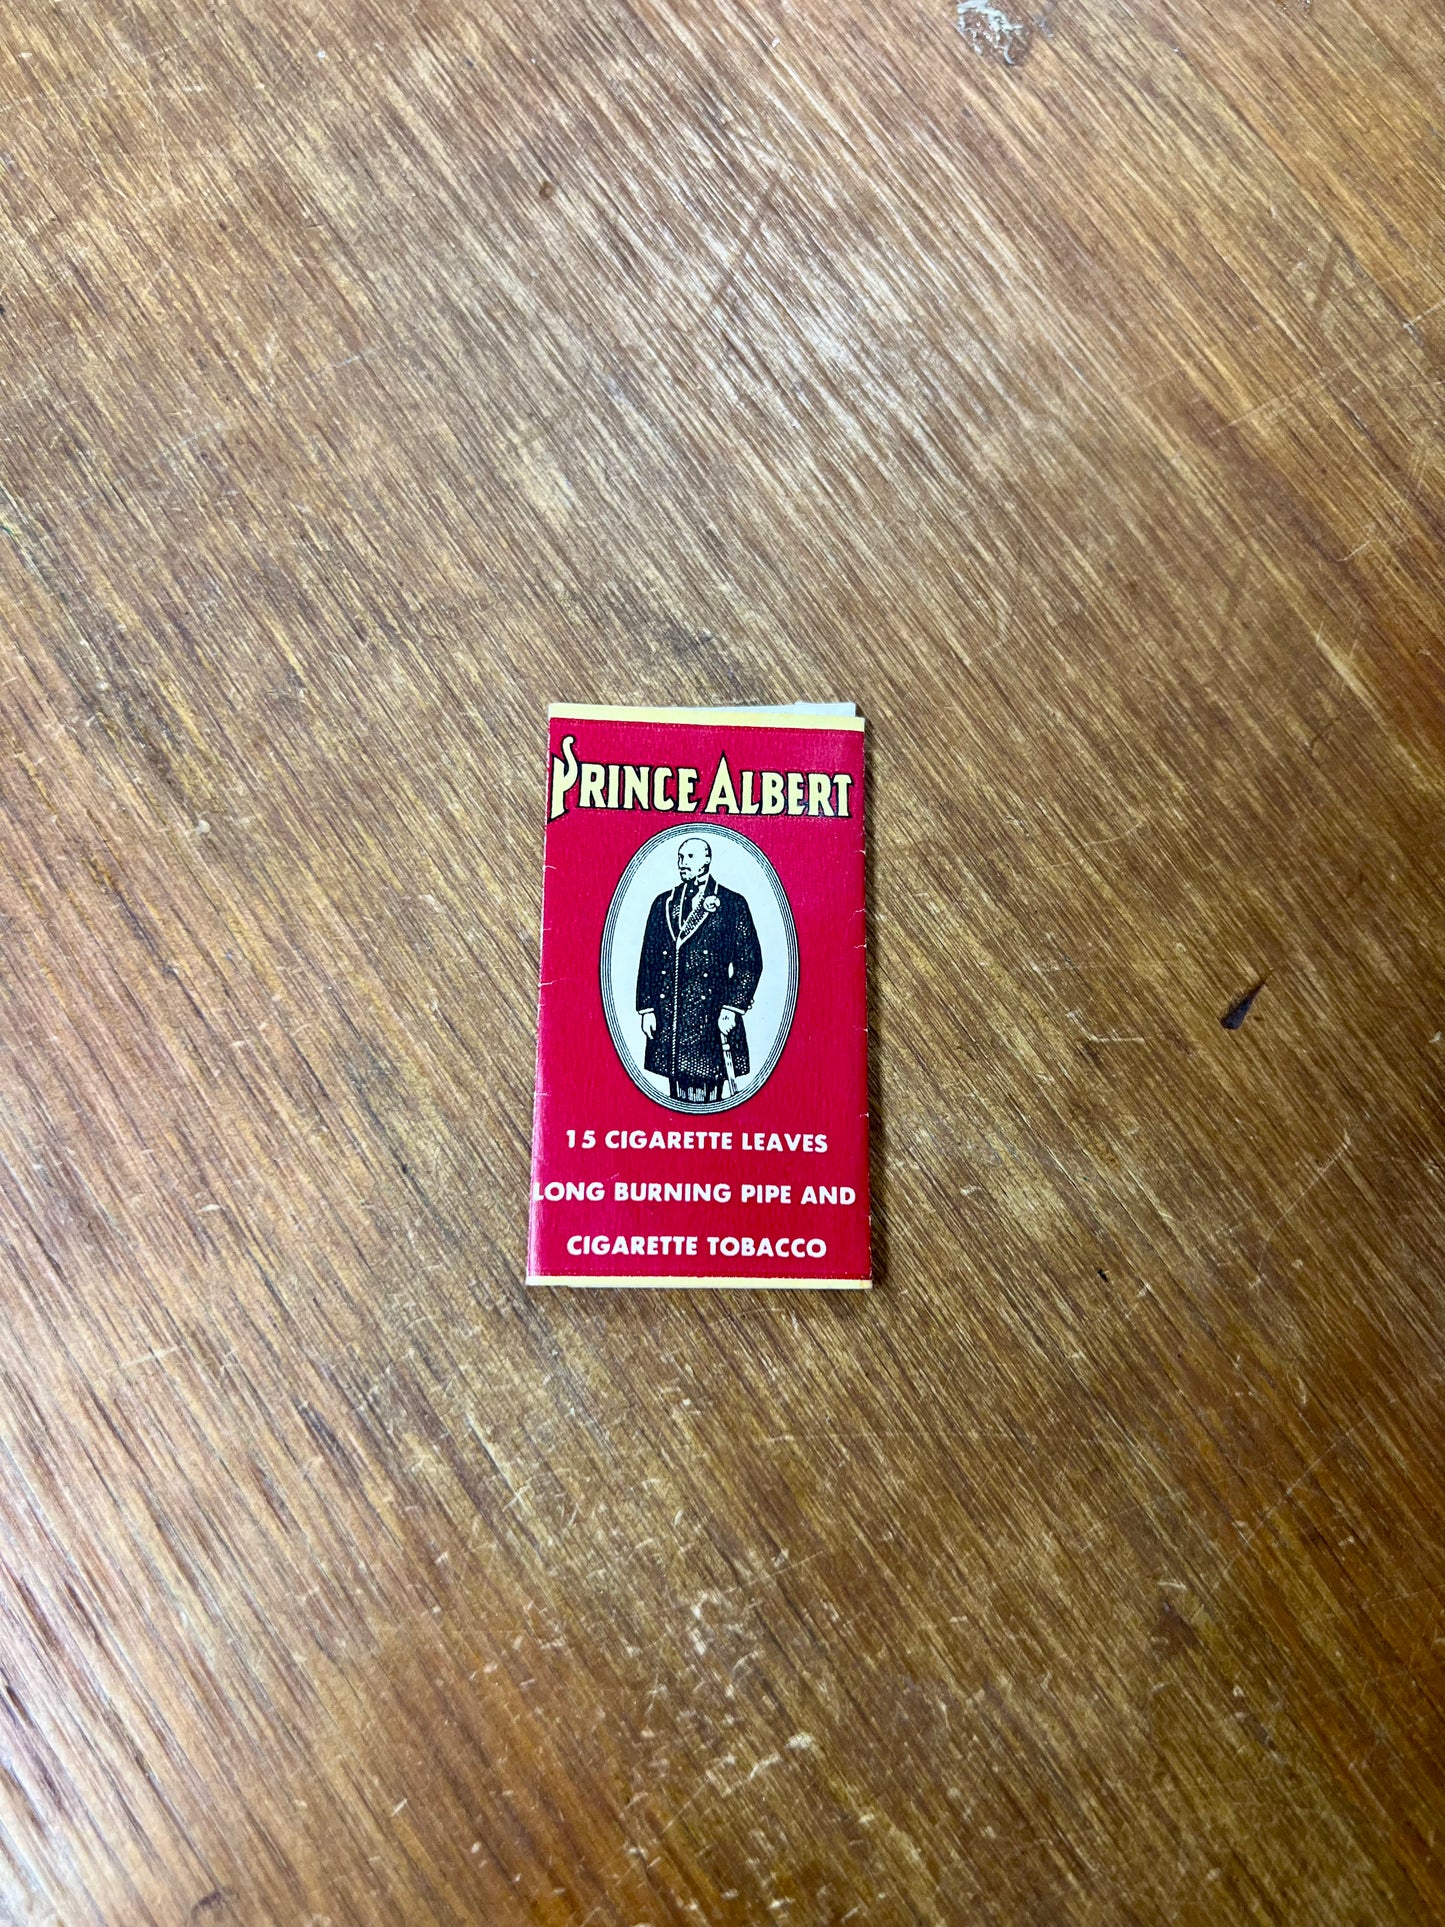 PRINCE ALBERT
15 CIGARETTE LEAVES
LONG BURNING PIPE AND
CIGARETTE TOBACCO